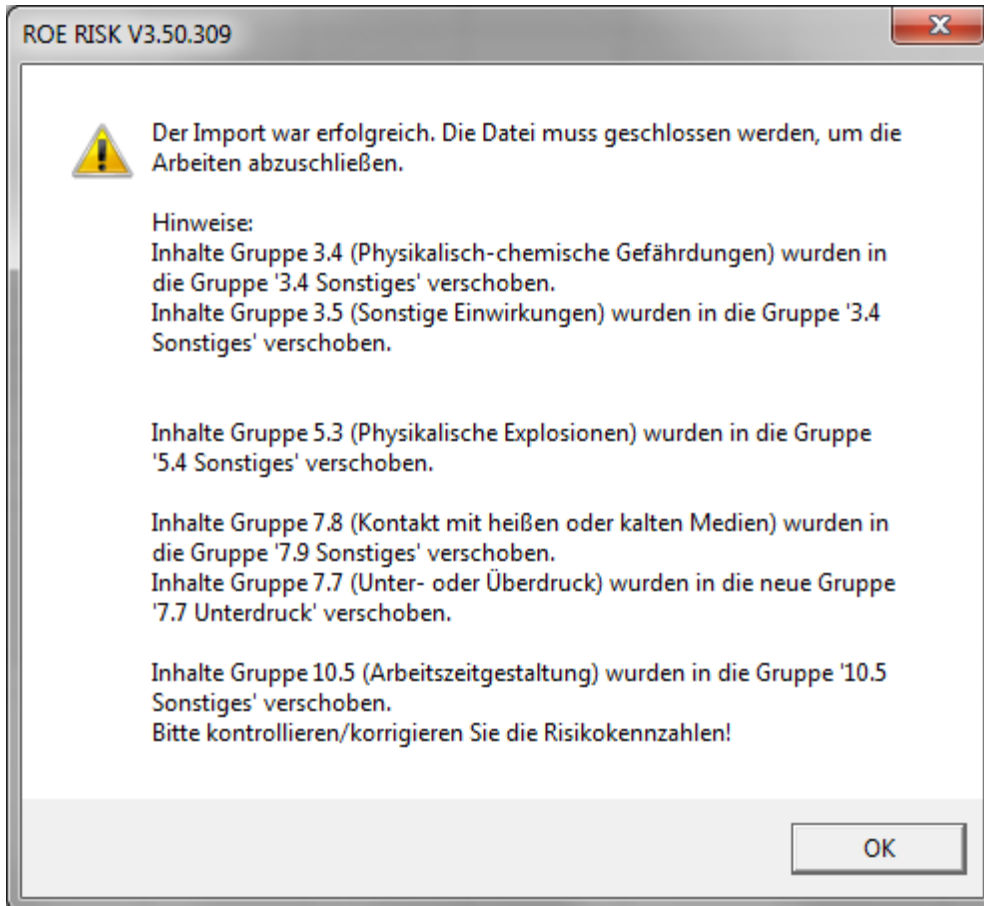 ROE RISK V3.50.309
Der Import war erfolgreich. Die Datei muss geschlossen werden, um die
Arbeiten abzuschließen.
Hinweise:
Inhalte Gruppe 3.4 (Physikalisch-chemische Gefährdungen) wurden in
die Gruppe '3.4 Sonstiges' verschoben.
Inhalte Gruppe 3.5 (Sonstige Einwirkungen) wurden in die Gruppe '3.4
Sonstiges' verschoben.
Inhalte Gruppe 5.3 (Physikalische Explosionen) wurden in die Gruppe
'5.4 Sonstiges' verschoben.
Inhalte Gruppe 7.8 (Kontakt mit heißen oder kalten Medien) wurden in
die Gruppe '7.9 Sonstiges' verschoben.
Inhalte Gruppe 7.7 (Unter- oder Überdruck) wurden in die neue Gruppe
'7.7 Unterdruck' verschoben.
Inhalte Gruppe 10.5 (Arbeitszeitgestaltung) wurden in die Gruppe '10.5
Sonstiges' verschoben.
Bitte kontrollieren/korrigieren Sie die Risikokennzahlen!
OK